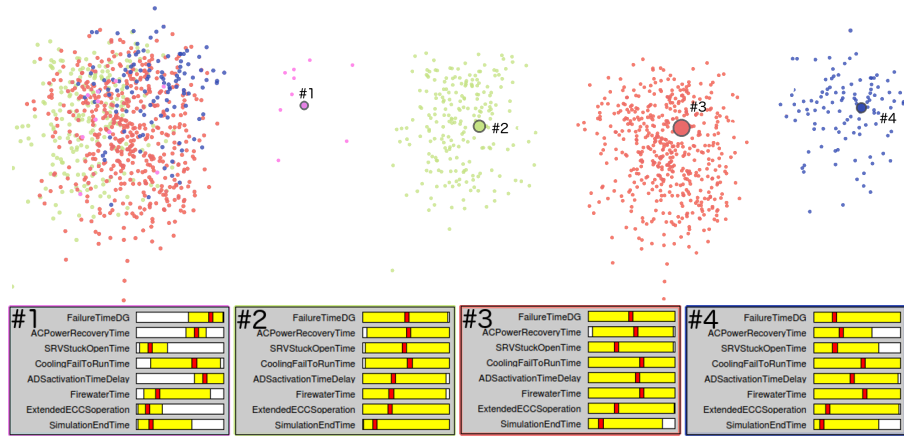 #1
#2
#3
#4
#1
FailureTimeDG
ACPowerRecoveryTime
SRVStuckOpenTime
CoolingFailToRunTime
ADSactivationTimeDelay
FirewaterTime
ExtendedECCSoperation
SimulationEndTime
#2
FailureTimeDG
ACPowerRecoveryTime
SRVStuckOpenTime
CoolingFailToRunTime
ADSactivationTimeDelay
FirewaterTime
ExtendedECCSoperation
SimulationEndTime
#3
FailureTimeDG
ACPowerRecoveryTime
SRVStuckOpenTime
CoolingFailToRunTime
ADSactivationTimeDelay
FirewaterTime
ExtendedECCSoperation
SimulationEndTime
#4
FailureTimeDG
ACPowerRecoveryTime
SRVStuckOpenTime
CoolingFailToRunTime
ADSactivationTimeDelay
FirewaterTime
ExtendedECCSoperation
SimulationEndTime